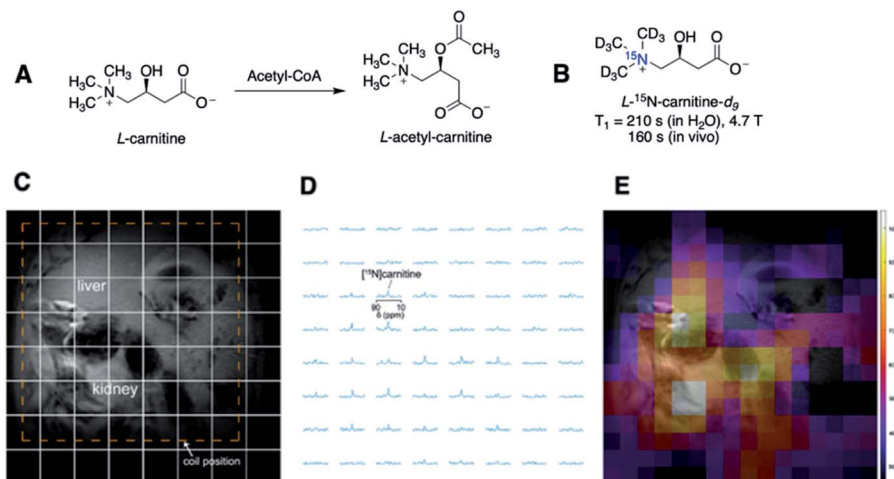 A
H₃C CH₃ OH O
H₃C N + O⁻
L-carnitine
Acetyl-CoA
O
O CH₃
H₃C CH₃
H₃C N +
O O⁻
L-acetyl-carnitine
B
D₃C CD₃ OH O
D₃C ¹⁵N + O⁻
L-¹⁵N-carnitine-d₉
T₁ = 210 s (in H₂O), 4.7 T
160 s (in vivo)
C
liver
kidney
coil position
D
[¹⁵N]carnitine
90 10
δ (ppm)
E